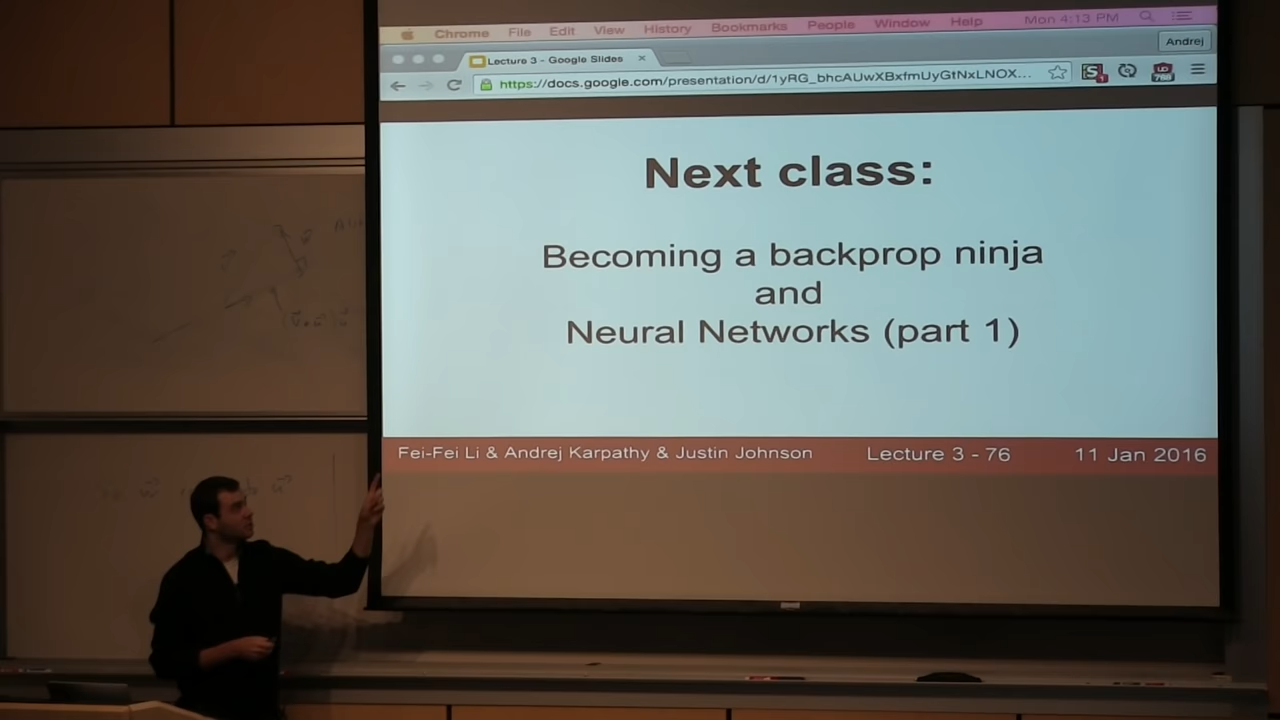 Chrome File Edit View History Bookmarks People Window Help Mon 4:13 PM
Lecture 3 - Google Slides
Andrej
https://docs.google.com/presentation/d/1yRG_bhcAUwXBxfmUyGtNxLNOX...
Next class:
Becoming a backprop ninja
and
Neural Networks (part 1)
Fei-Fei Li & Andrej Karpathy & Justin Johnson Lecture 3 - 76 11 Jan 2016